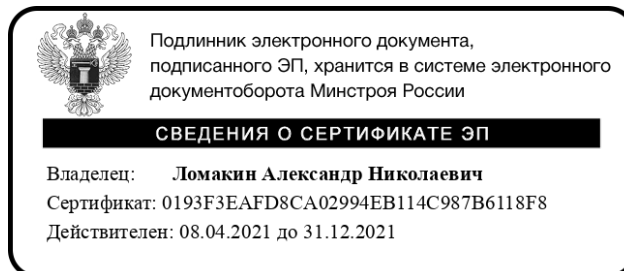 Подлинник электронного документа,
подписанного ЭП, хранится в системе электронного
документоборота Минстроя России
СВЕДЕНИЯ О СЕРТИФИКАТЕ ЭП
Владелец: Ломакин Александр Николаевич
Сертификат: 0193F3EAFD8CA02994EB114C987B6118F8
Действителен: 08.04.2021 до 31.12.2021